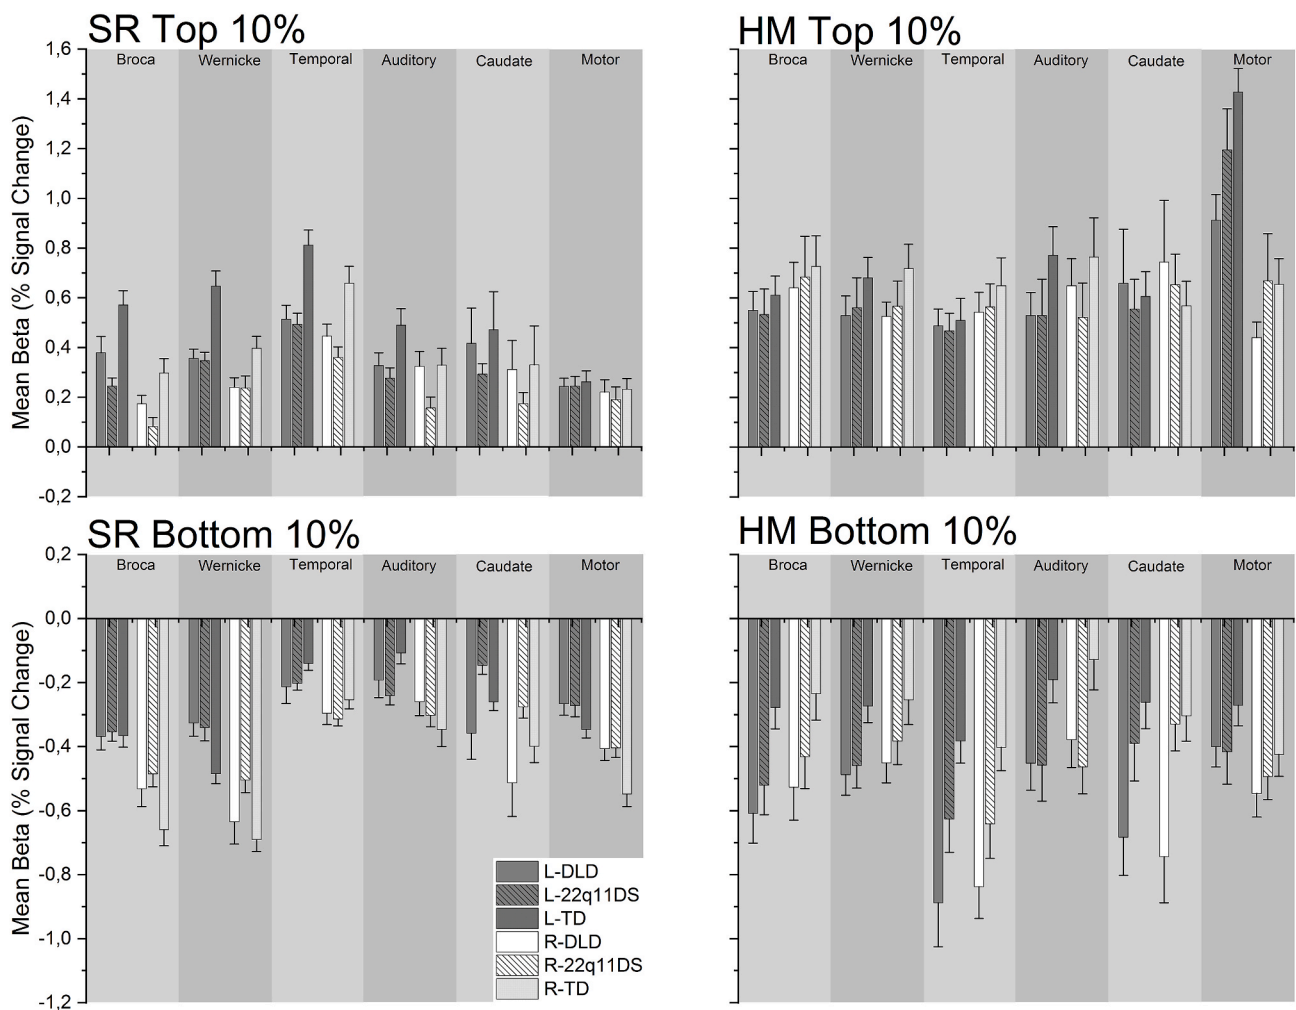 SR Top 10%
HM Top 10%
Mean Beta (% Signal Change)
1,6
1,4
1,2
1,0
0,8
0,6
0,4
0,2
0,0
-0,2
Broca Wernicke Temporal Auditory Caudate Motor
Broca Wernicke Temporal Auditory Caudate Motor
SR Bottom 10%
HM Bottom 10%
Mean Beta (% Signal Change)
0,2
0,0
-0,2
-0,4
-0,6
-0,8
-1,0
-1,2
Broca Wernicke Temporal Auditory Caudate Motor
Broca Wernicke Temporal Auditory Caudate Motor
L-DLD
L-22q11DS
L-TD
R-DLD
R-22q11DS
R-TD